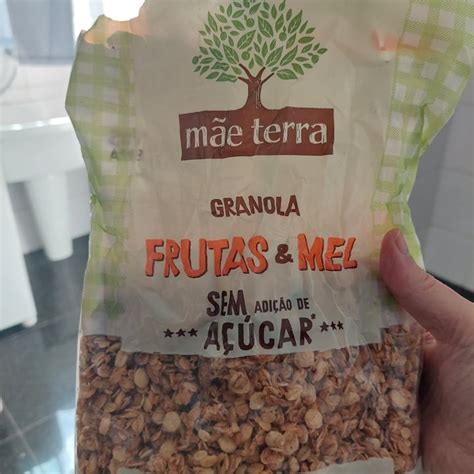 mãe terra
GRANOLA
FRUTAS & MEL
SEM ADIÇÃO DE
*** AÇÚCAR* ***